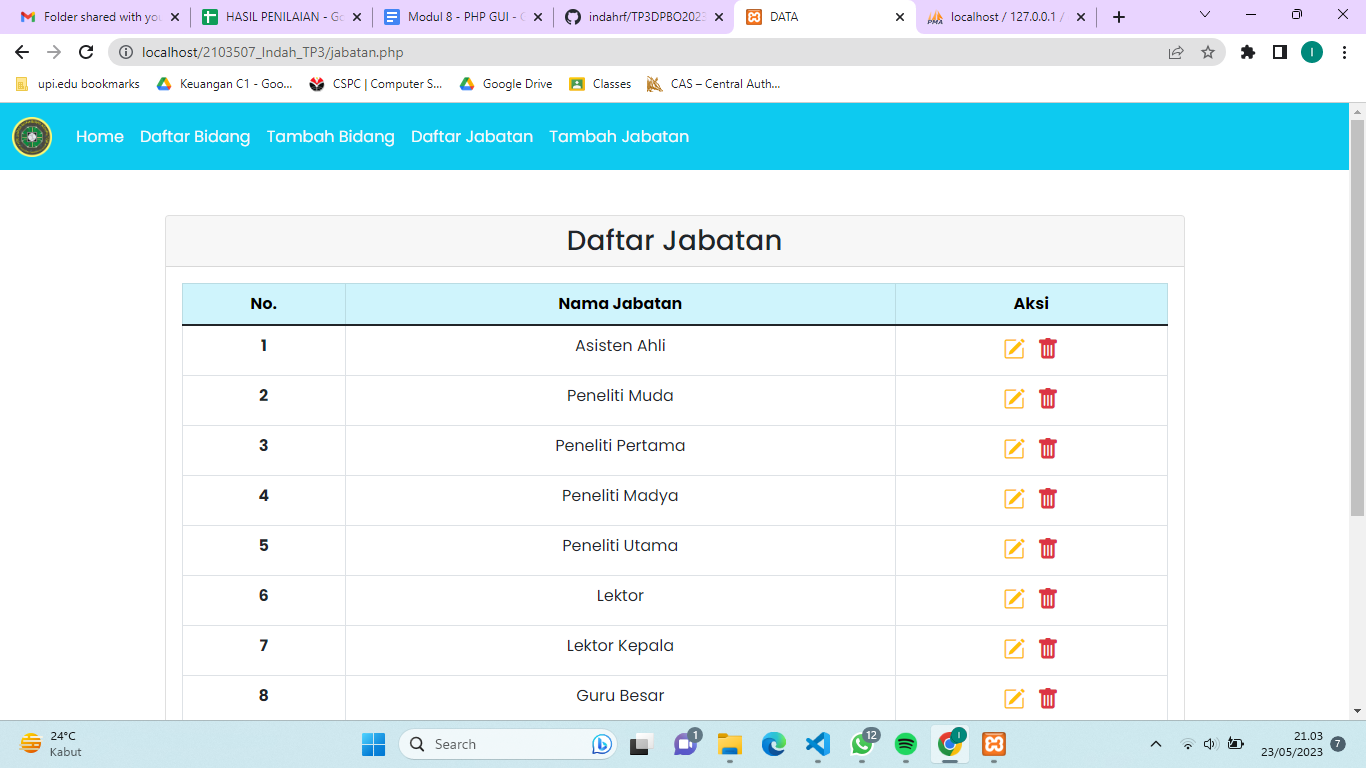 Folder shared with you
HASIL PENILAIAN - Go
Modul 8 - PHP GUI - G
indahrf/TP3DPBO2023
DATA
localhost / 127.0.0.1 /
localhost/2103507_Indah_TP3/jabatan.php
I
upi.edu bookmarks
Keuangan C1 - Goo...
CSPC | Computer S...
Google Drive
Classes
CAS – Central Auth...
Home Daftar Bidang Tambah Bidang Daftar Jabatan Tambah Jabatan
Daftar Jabatan
No. Nama Jabatan Aksi
1 Asisten Ahli
2 Peneliti Muda
3 Peneliti Pertama
4 Peneliti Madya
5 Peneliti Utama
6 Lektor
7 Lektor Kepala
8 Guru Besar
24°C
Kabut
Search
1
12
I
21.03
23/05/2023
7